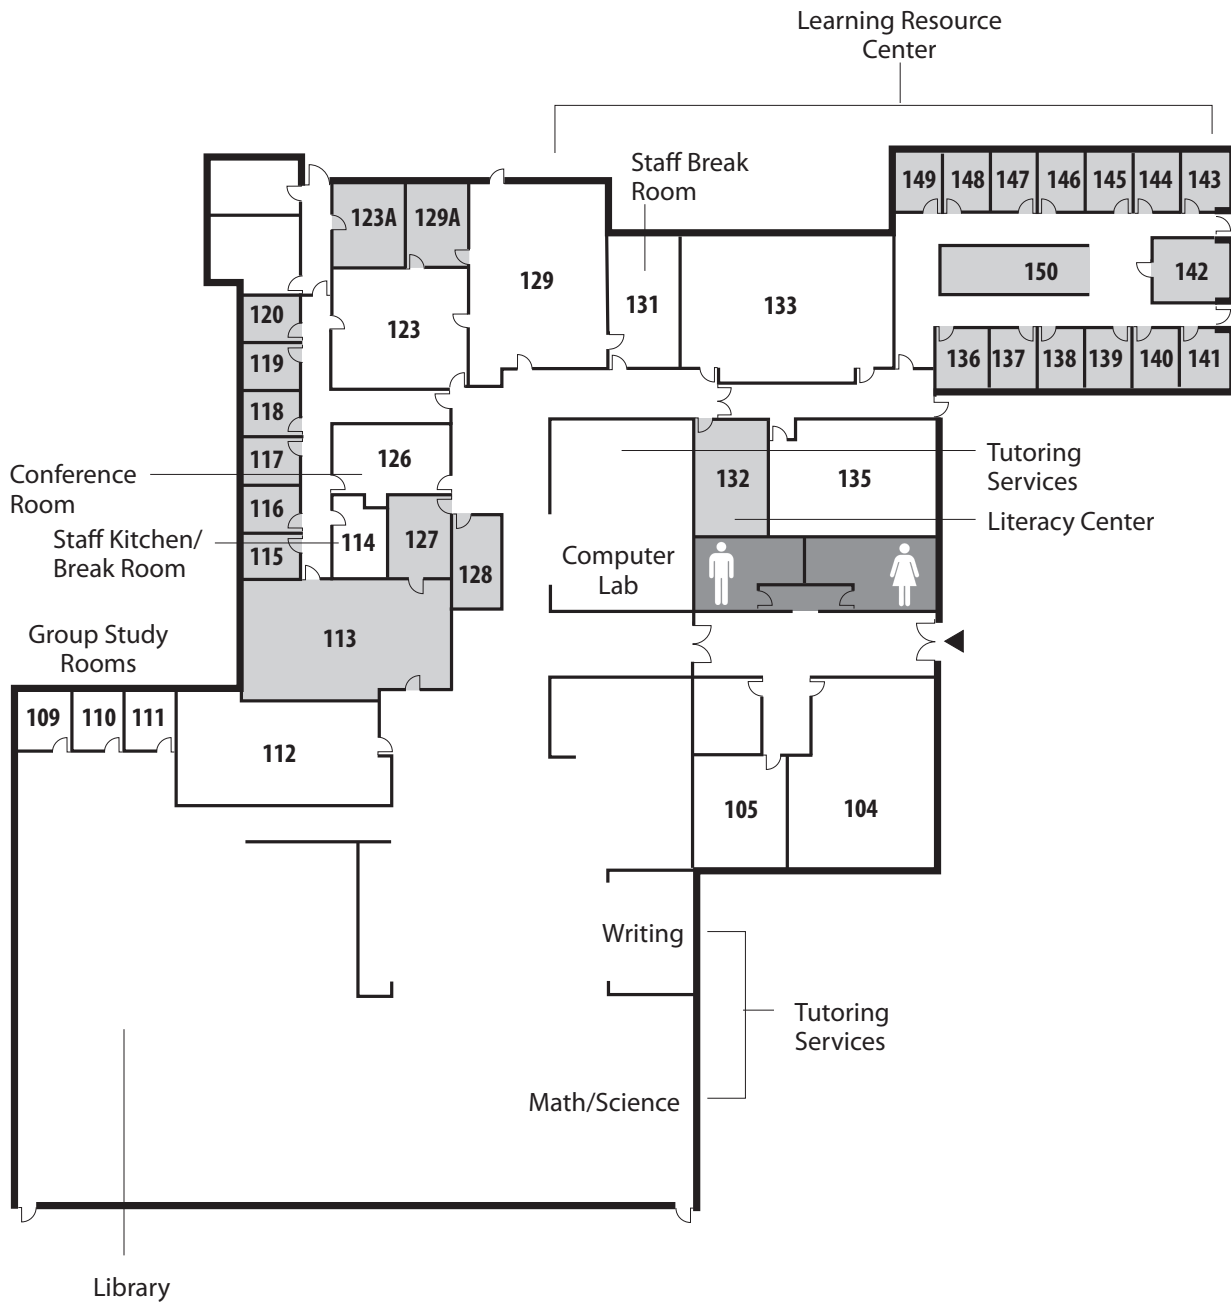 Learning Resource
Center
Staff Break
Room
149
148
147
146
145
144
143
123A
129A
129
131
133
150
142
120
123
119
136
137
138
139
140
141
118
117
126
132
135
Tutoring
Services
Conference
Room
116
Literacy Center
Staff Kitchen/
Break Room
115
114
127
128
Computer
Lab
Group Study
Rooms
113
109
110
111
112
105
104
Writing
Tutoring
Services
Math/Science
Library